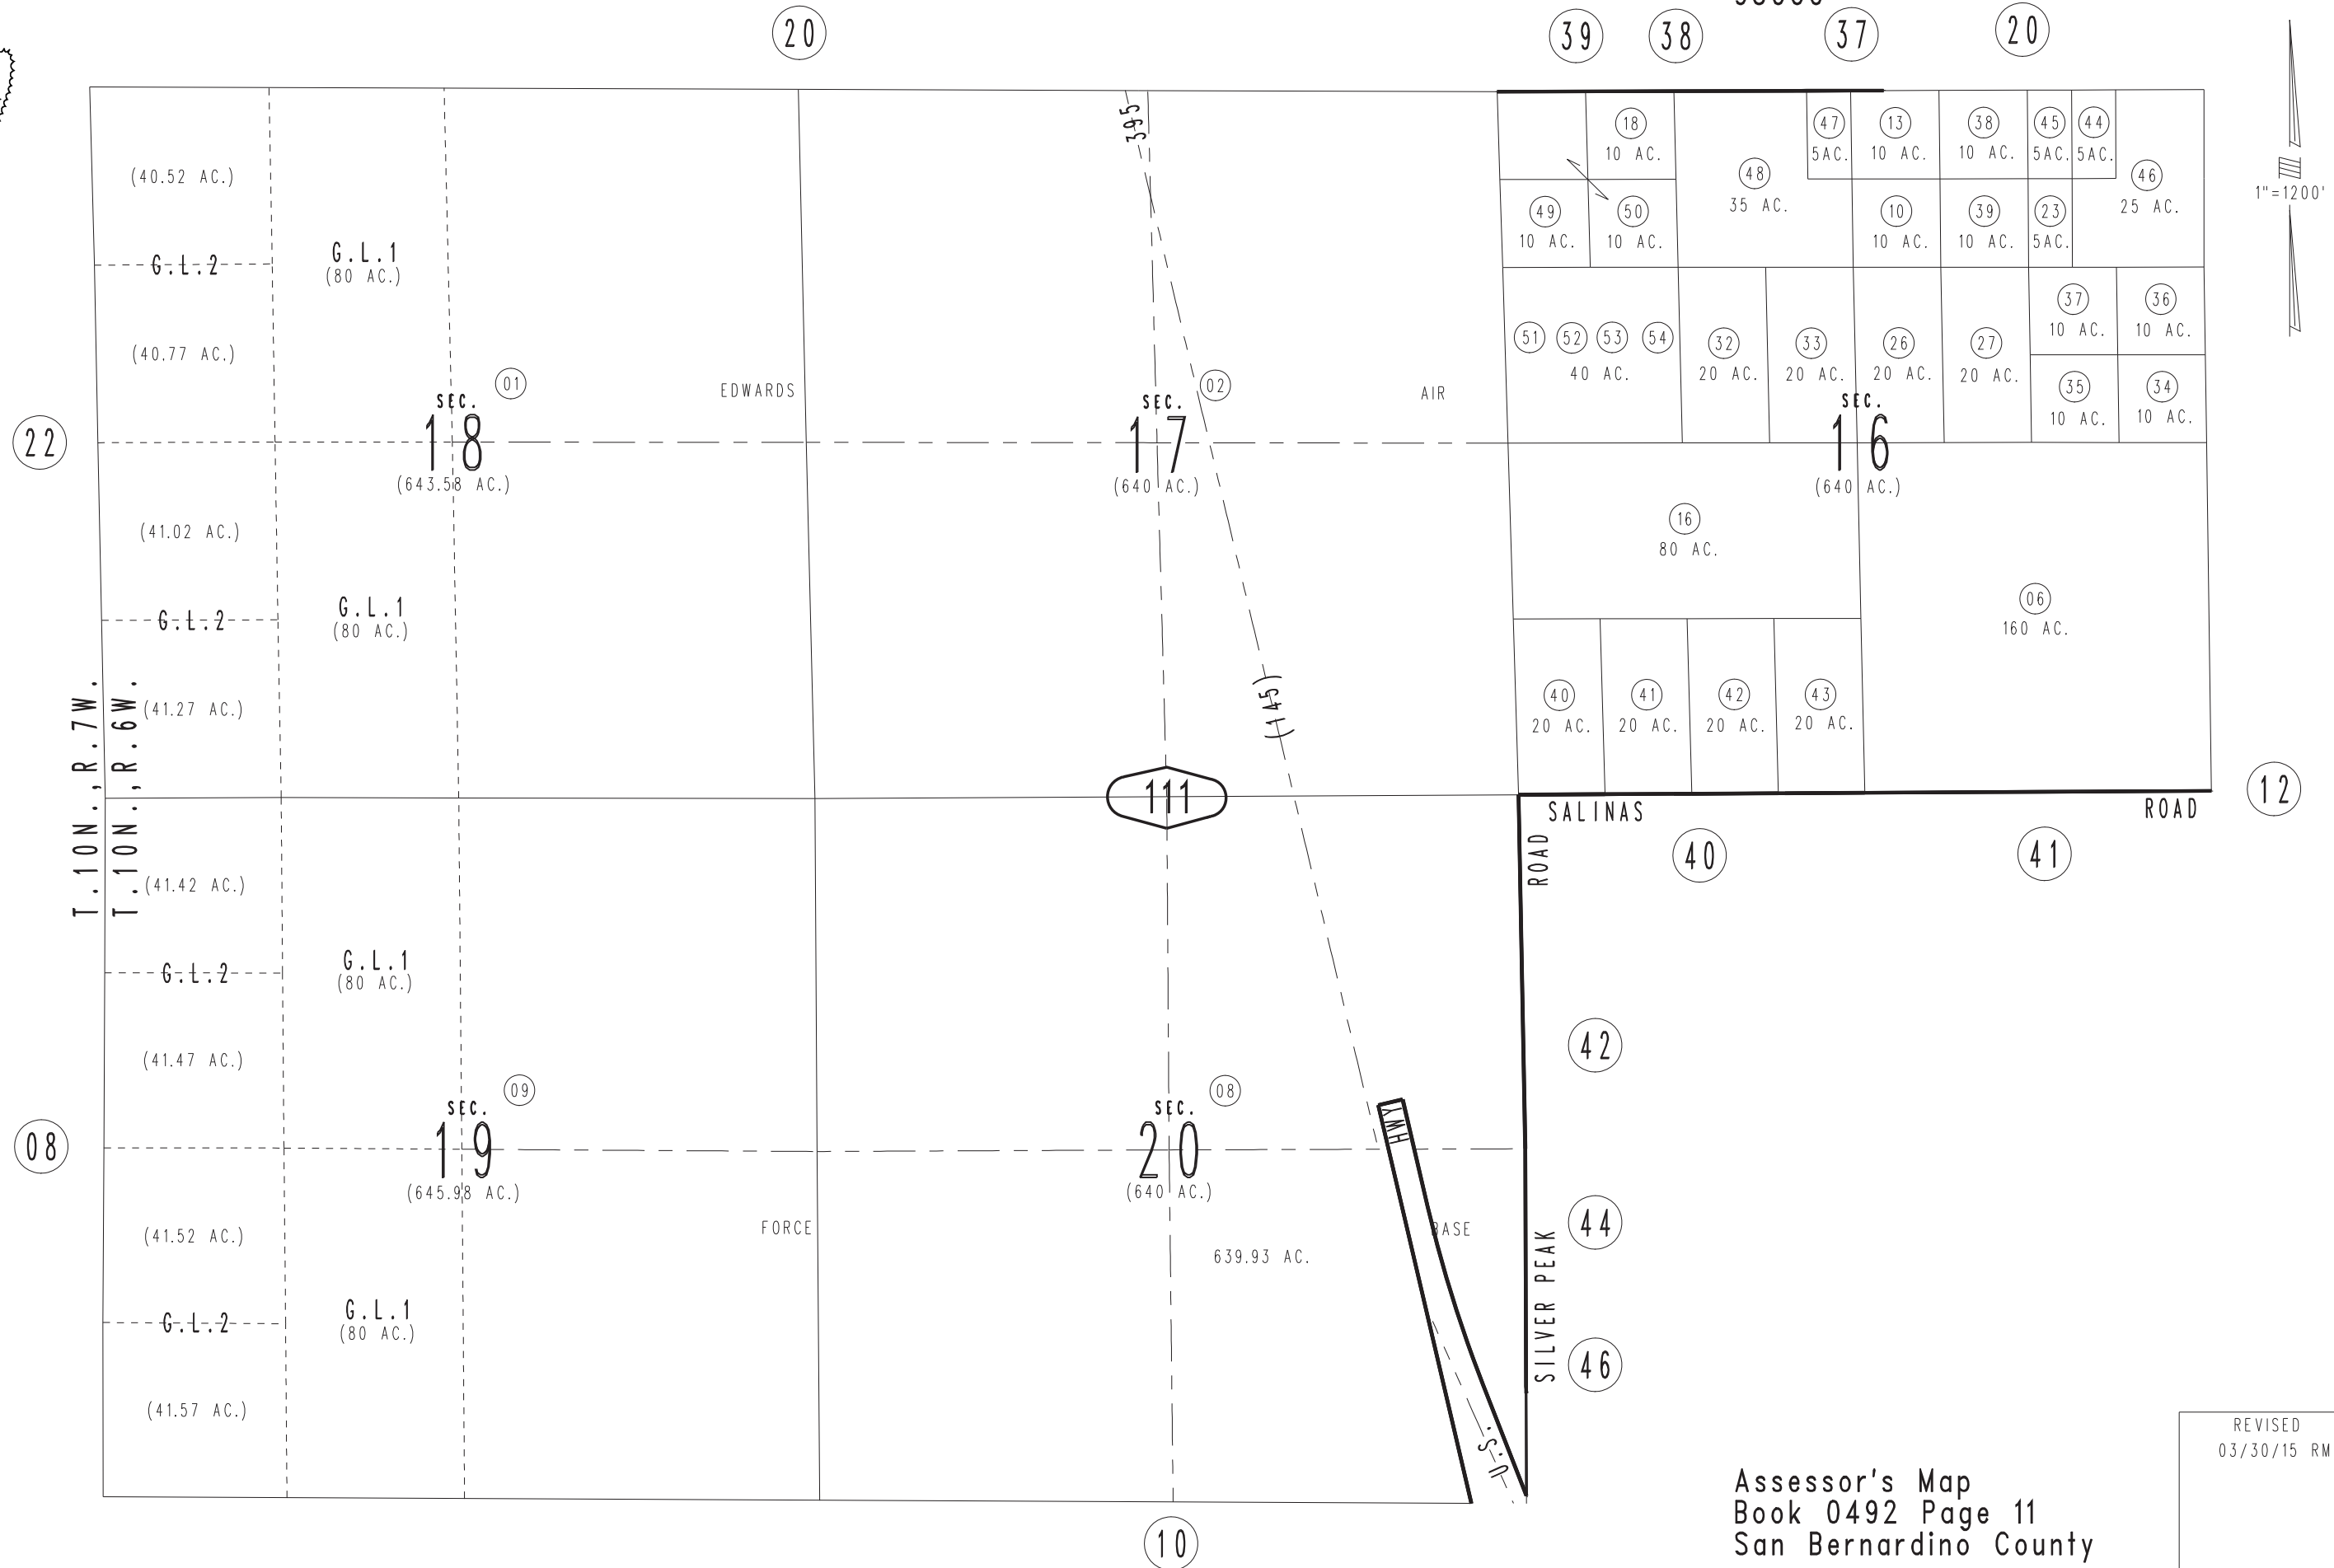 20
39
38
37
20
1"=1200'
395
18
10 AC.
47
5AC.
13
10 AC.
38
10 AC.
45
5AC.
44
5AC.
48
35 AC.
46
25 AC.
49
10 AC.
50
10 AC.
10
10 AC.
39
10 AC.
23
5AC.
(40.52 AC.)
G.L.1
(80 AC.)
G.L.2
(40.77 AC.)
01
EDWARDS
SEC.
18
(643.58 AC.)
22
02
AIR
SEC.
17
(640 AC.)
51
52
53
54
40 AC.
32
20 AC.
33
20 AC.
26
20 AC.
27
20 AC.
37
10 AC.
36
10 AC.
35
10 AC.
34
10 AC.
SEC.
16
(640 AC.)
16
80 AC.
06
160 AC.
40
20 AC.
41
20 AC.
42
20 AC.
43
20 AC.
(41.02 AC.)
G.L.1
(80 AC.)
G.L.2
(41.27 AC.)
T.10N.,R.7W.
T.10N.,R.6W.
(145)
111
SALINAS
ROAD
12
ROAD
40
41
(41.42 AC.)
G.L.1
(80 AC.)
G.L.2
(41.47 AC.)
42
09
SEC.
19
(645.98 AC.)
08
08
SEC.
20
(640 AC.)
HWY
FORCE
639.93 AC.
BASE
44
(41.52 AC.)
G.L.1
(80 AC.)
G.L.2
(41.57 AC.)
SILVER PEAK
46
U.S.
10
REVISED
03/30/15 RM
Assessor's Map
Book 0492 Page 11
San Bernardino County